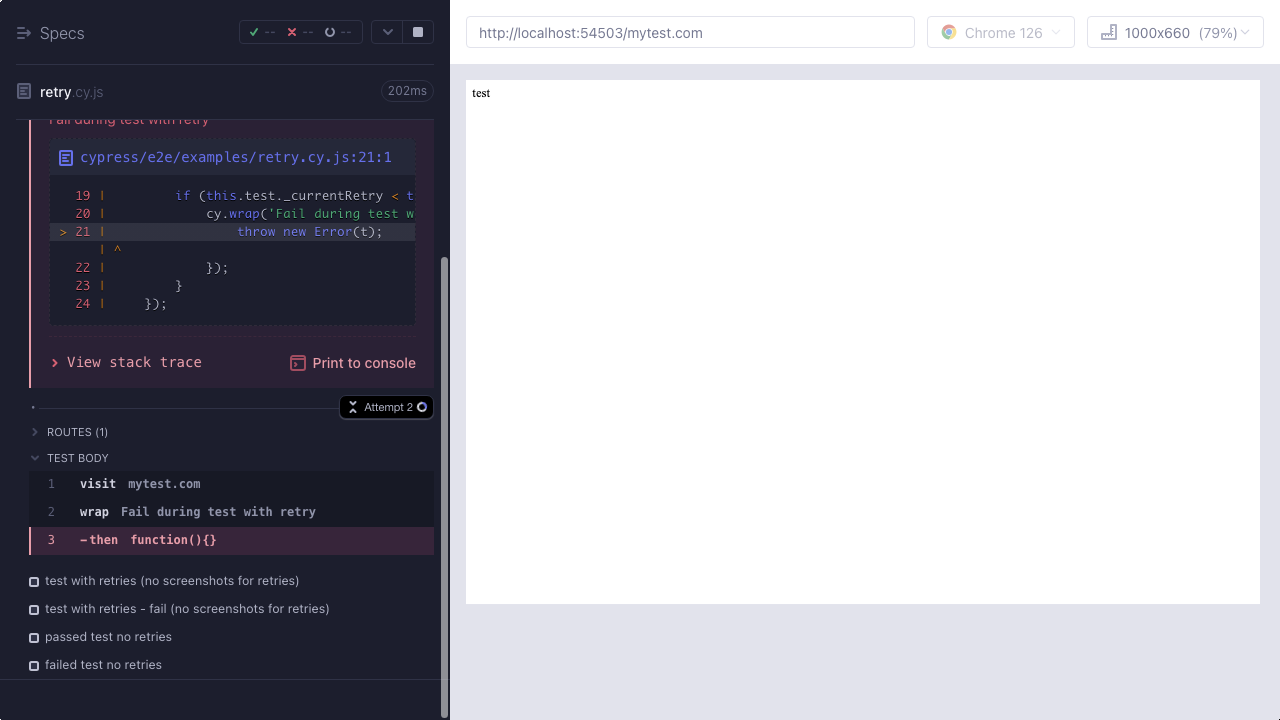 Specs
-- -- --
retry.cy.js
202ms
Fail during test with retry
cypress/e2e/examples/retry.cy.js:21:1
19 | if (this.test._currentRetry < t
20 | cy.wrap('Fail during test w
> 21 | throw new Error(t);
| ^
22 | });
23 | }
24 | });
View stack trace
Print to console
Attempt 2
ROUTES (1)
TEST BODY
1 visit mytest.com
2 wrap Fail during test with retry
3 -then function(){}
test with retries (no screenshots for retries)
test with retries - fail (no screenshots for retries)
passed test no retries
failed test no retries
http://localhost:54503/mytest.com
Chrome 126
1000x660 (79%)
test